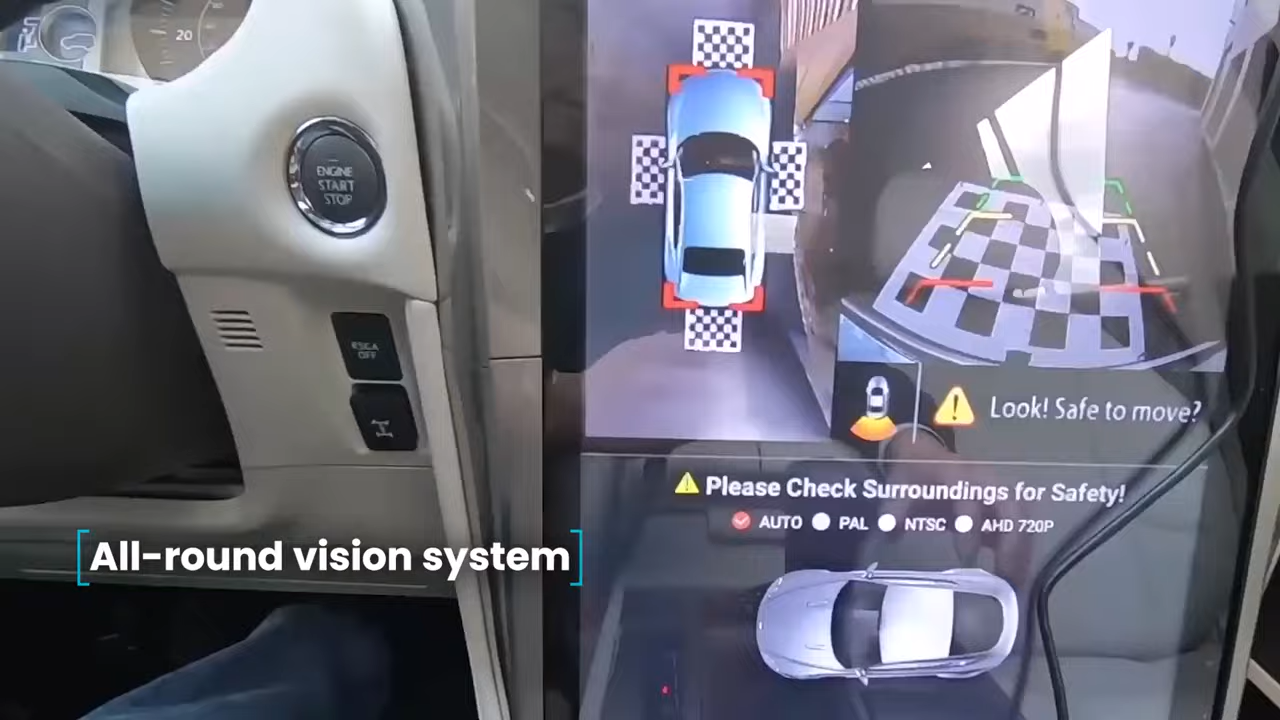 20
ENGINE
START
STOP
OFF
Look! Safe to move?
Please Check Surroundings for Safety!
AUTO PAL NTSC AHD 720P
All-round vision system